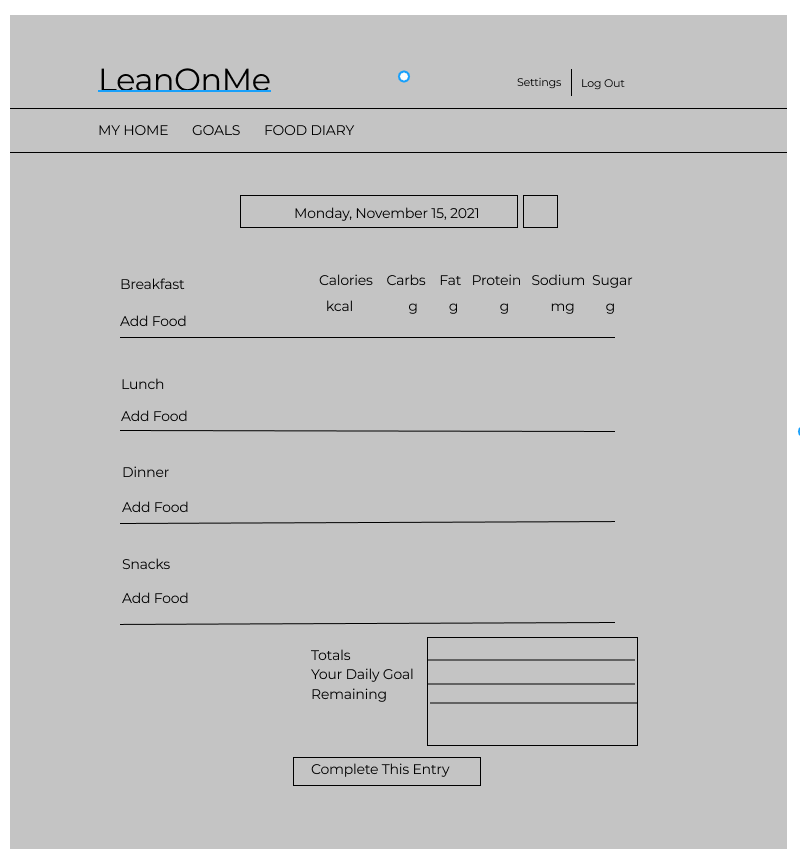 LeanOnMe
Settings Log Out
MY HOME GOALS FOOD DIARY
Monday, November 15, 2021
Breakfast Calories Carbs Fat Protein Sodium Sugar
kcal g g g mg g
Add Food
Lunch
Add Food
Dinner
Add Food
Snacks
Add Food
Totals
Your Daily Goal
Remaining
Complete This Entry